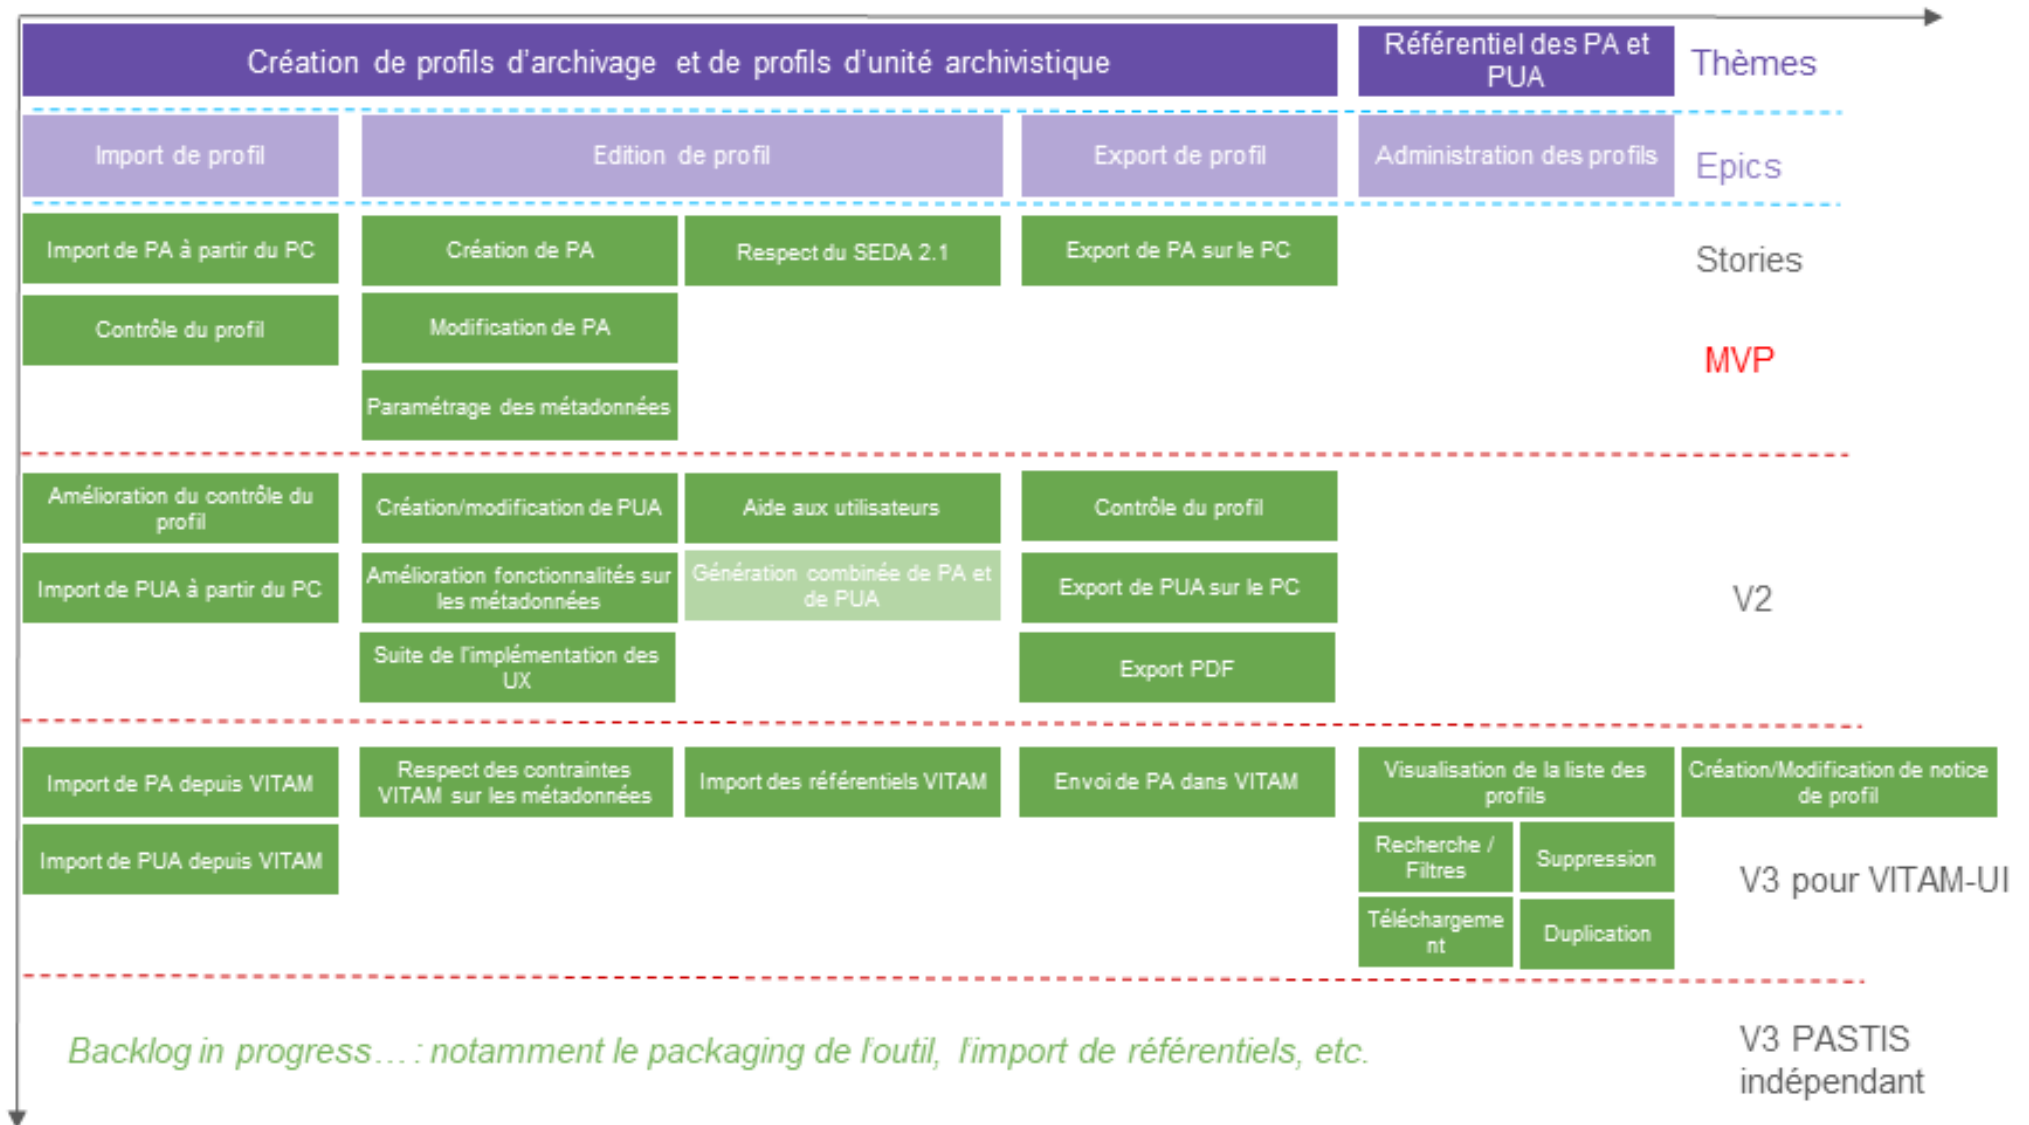 Création de profils d'archivage et de profils d'unité archivistique
Référentiel des PA et
PUA
Thèmes
Import de profil
Edition de profil
Export de profil
Administration des profils
Epics
Import de PA à partir du PC
Création de PA
Respect du SEDA 2.1
Export de PA sur le PC
Stories
Contrôle du profil
Modification de PA
MVP
Paramétrage des métadonnées
Amélioration du contrôle du
profil
Création/modification de PUA
Aide aux utilisateurs
Contrôle du profil
Import de PUA à partir du PC
Amélioration fonctionnalités sur
les métadonnées
Génération combinée de PA et
de PUA
Export de PUA sur le PC
V2
Suite de l'implémentation des
UX
Export PDF
Import de PA depuis VITAM
Respect des contraintes
VITAM sur les métadonnées
Import des référentiels VITAM
Envoi de PA dans VITAM
Visualisation de la liste des
profils
Création/Modification de notice
de profil
Import de PUA depuis VITAM
Recherche /
Filtres
Suppression
V3 pour VITAM-UI
Téléchargeme
nt
Duplication
Backlog in progress… : notamment le packaging de l'outil, l'import de référentiels, etc.
V3 PASTIS
indépendant